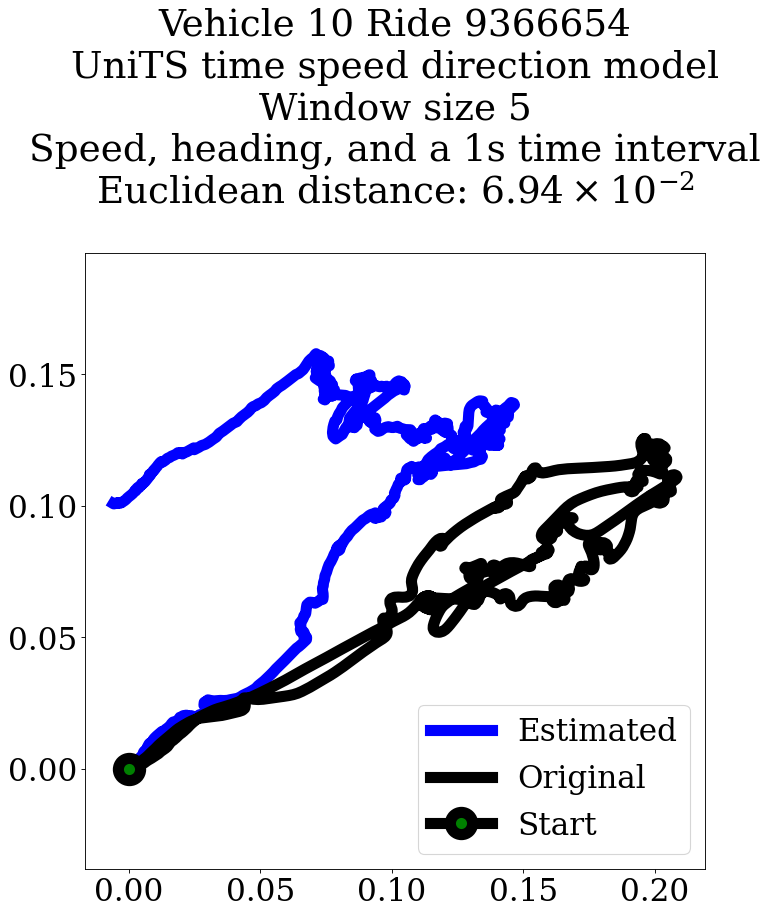 Vehicle 10 Ride 9366654
UniTS time speed direction model
Window size 5
Speed, heading, and a 1s time interval
Euclidean distance: 6.94 × 10⁻²
0.15
0.10
0.05
0.00
Estimated
Original
Start
0.00 0.05 0.10 0.15 0.20